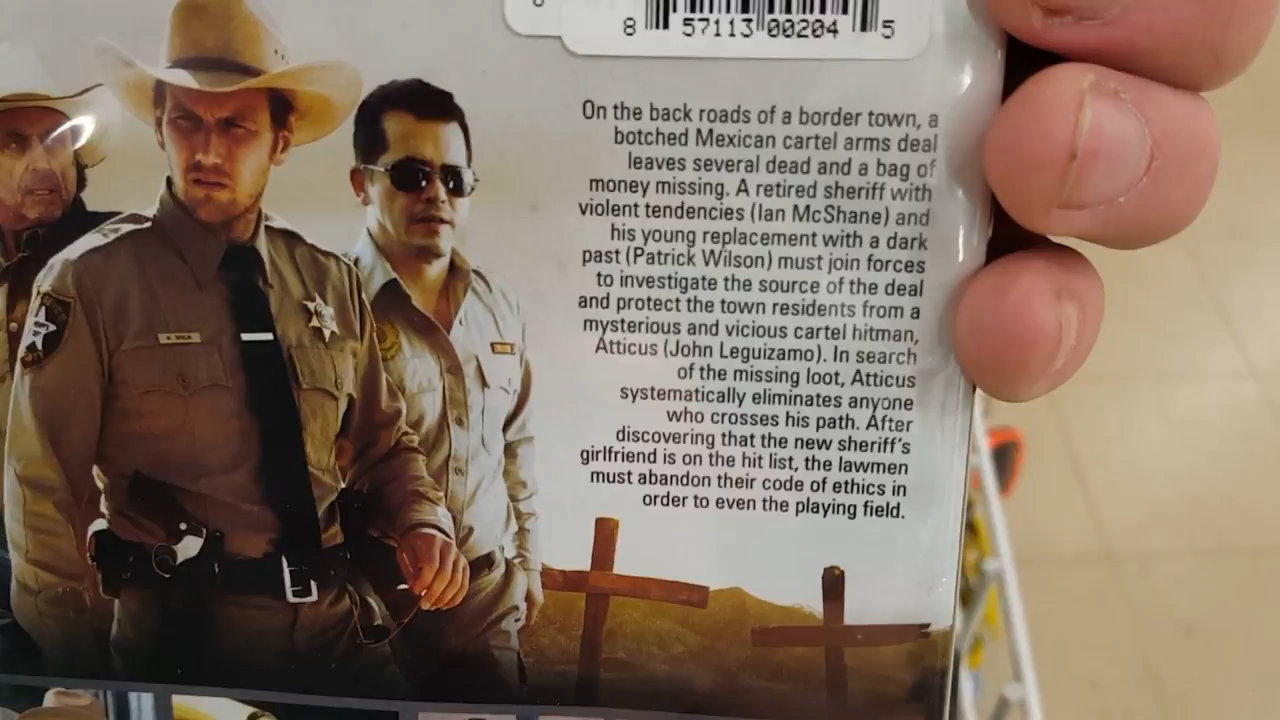 8 57113 00204 5
On the back roads of a border town, a
botched Mexican cartel arms deal
leaves several dead and a bag of
money missing. A retired sheriff with
violent tendencies (Ian McShane) and
his young replacement with a dark
past (Patrick Wilson) must join forces
to investigate the source of the deal
and protect the town residents from a
mysterious and vicious cartel hitman,
Atticus (John Leguizamo). In search
of the missing loot, Atticus
systematically eliminates anyone
who crosses his path. After
discovering that the new sheriff's
girlfriend is on the hit list, the lawmen
must abandon their code of ethics in
order to even the playing field.